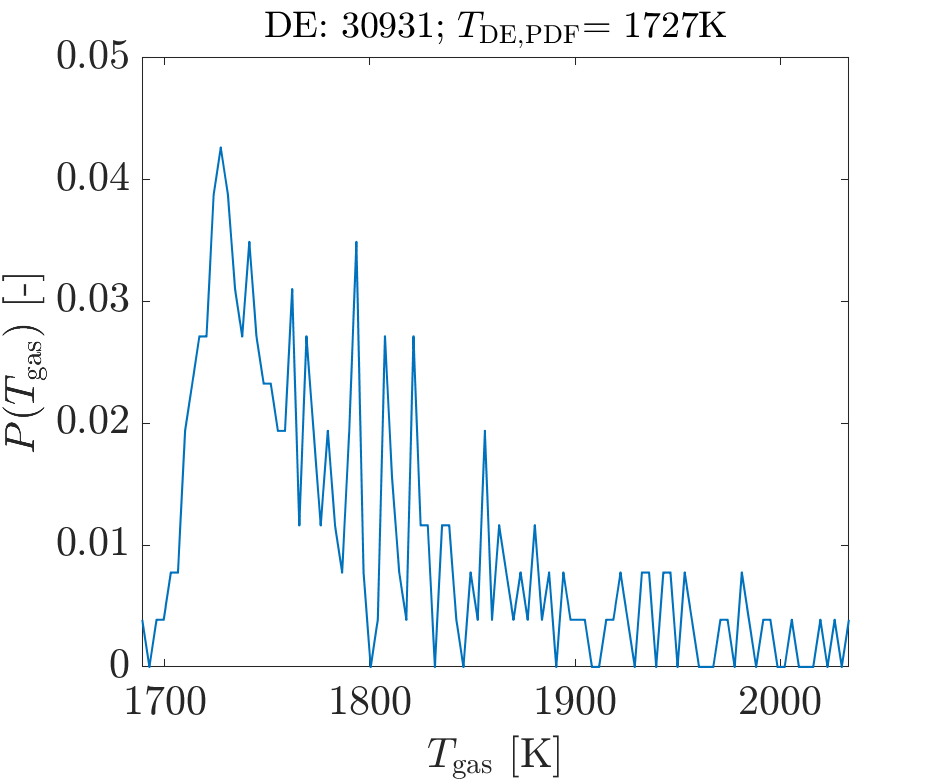 DE: 30931; T_DE,PDF= 1727K
0.05
0.04
0.03
0.02
0.01
0
P(T_gas) [-]
1700 1800 1900 2000
T_gas [K]